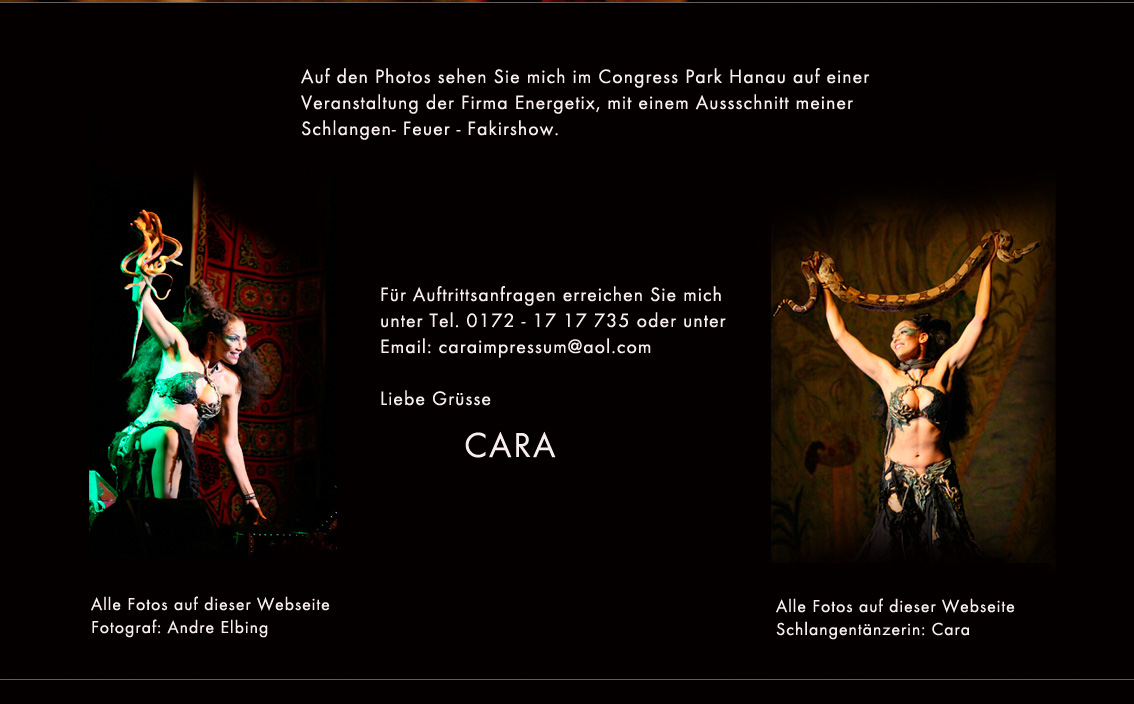 Auf den Photos sehen Sie mich im Congress Park Hanau auf einer
Veranstaltung der Firma Energetix, mit einem Aussschnitt meiner
Schlangen- Feuer - Fakirshow.
Für Auftrittsanfragen erreichen Sie mich
unter Tel. 0172 - 17 17 735 oder unter
Email: caraimpressum@aol.com
Liebe Grüsse
CARA
Alle Fotos auf dieser Webseite
Fotograf: Andre Elbing
Alle Fotos auf dieser Webseite
Schlangentänzerin: Cara